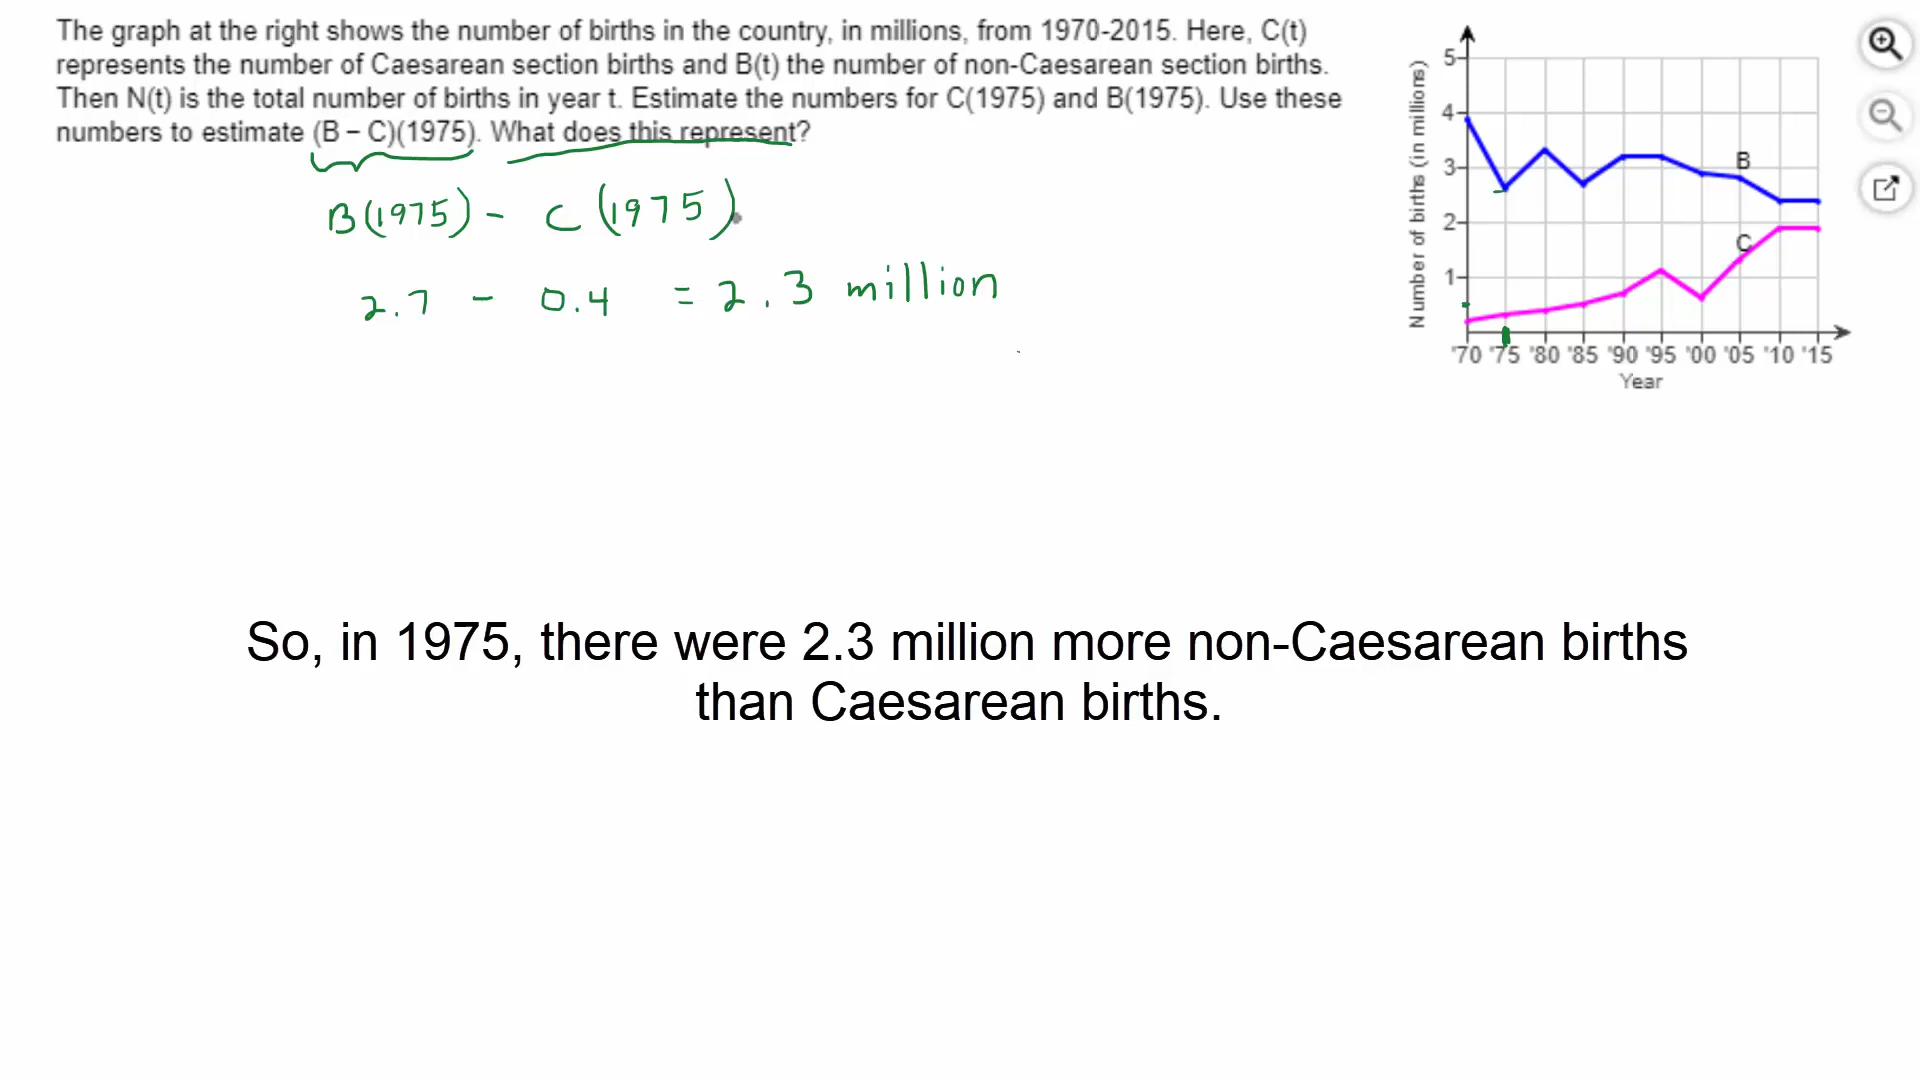 The graph at the right shows the number of births in the country, in millions, from 1970-2015. Here, C(t)
represents the number of Caesarean section births and B(t) the number of non-Caesarean section births.
Then N(t) is the total number of births in year t. Estimate the numbers for C(1975) and B(1975). Use these
numbers to estimate (B − C)(1975). What does this represent?
B(1975) - C(1975)
2.7 - 0.4 = 2.3 million
Number of births (in millions)
5
4
3
2
1
B
C
'70 '75 '80 '85 '90 '95 '00 '05 '10 '15
Year
So, in 1975, there were 2.3 million more non-Caesarean births
than Caesarean births.